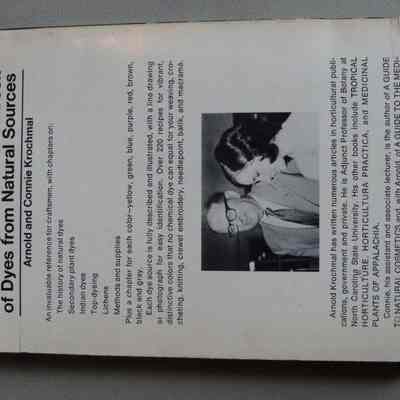 of Dyes from Natural Sources
Arnold and Connie Krochmal
An invaluable reference for craftsmen, with chapters on:
The history of natural dyes
Secondary plant dyes
Indian dyes
Top-dyeing
Lichens
Methods and supplies
Plus a chapter for each color—yellow, green, blue, purple, red, brown,
black and gray.
Each dye source is fully described and illustrated, with a line drawing
or photograph for easy identification. Over 220 recipes for vibrant,
distinctive colors that no chemical dye can equal for your weaving, cro-
cheting, knitting, crewel embroidery, needlepoint, batik, and macramé.
Arnold Krochmal has written numerous articles in horticultural publi-
cations, government and private. He is Adjunct Professor of Botany at
North Carolina State University. His other books include TROPICAL
HORTICULTURE, HORTICULTURA PRACTICA, and MEDICINAL
PLANTS OF APPALACHIA.
Connie, his assistant and associate lecturer, is the author of A GUIDE
TO NATURAL COSMETICS and, with Arnold, of A GUIDE TO THE MEDI-